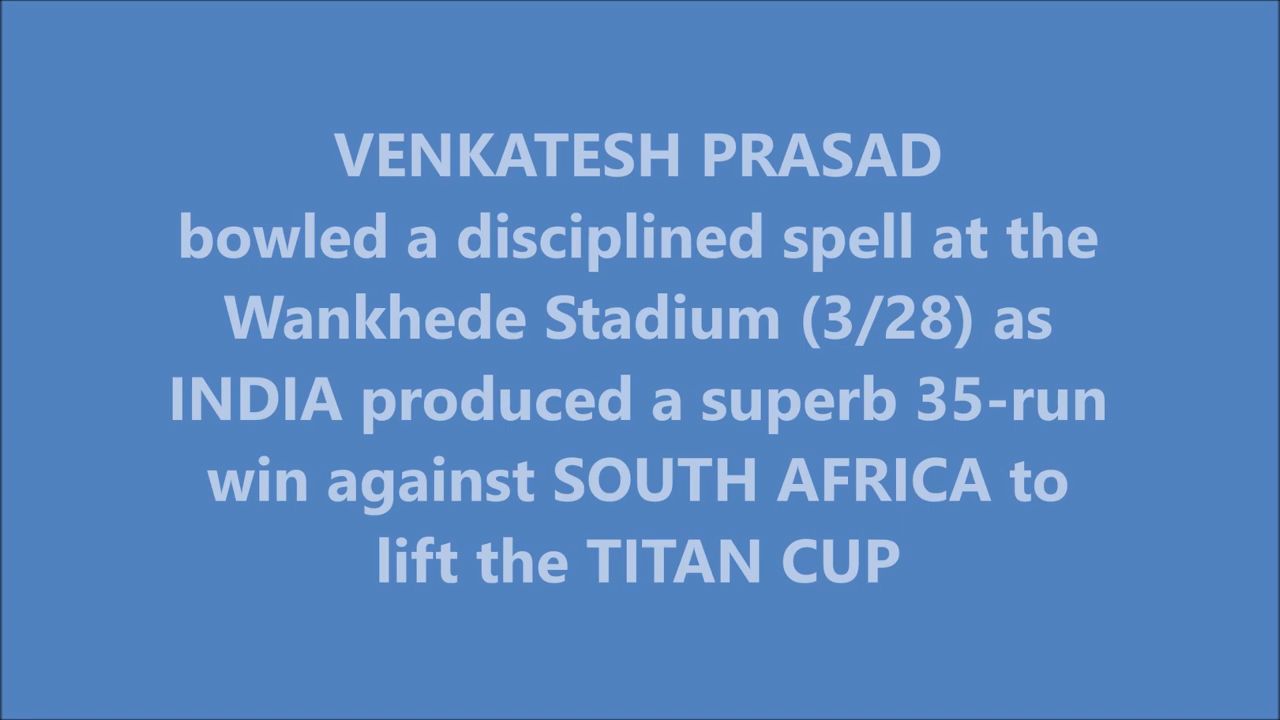 VENKATESH PRASAD
bowled a disciplined spell at the
Wankhede Stadium (3/28) as
INDIA produced a superb 35-run
win against SOUTH AFRICA to
lift the TITAN CUP